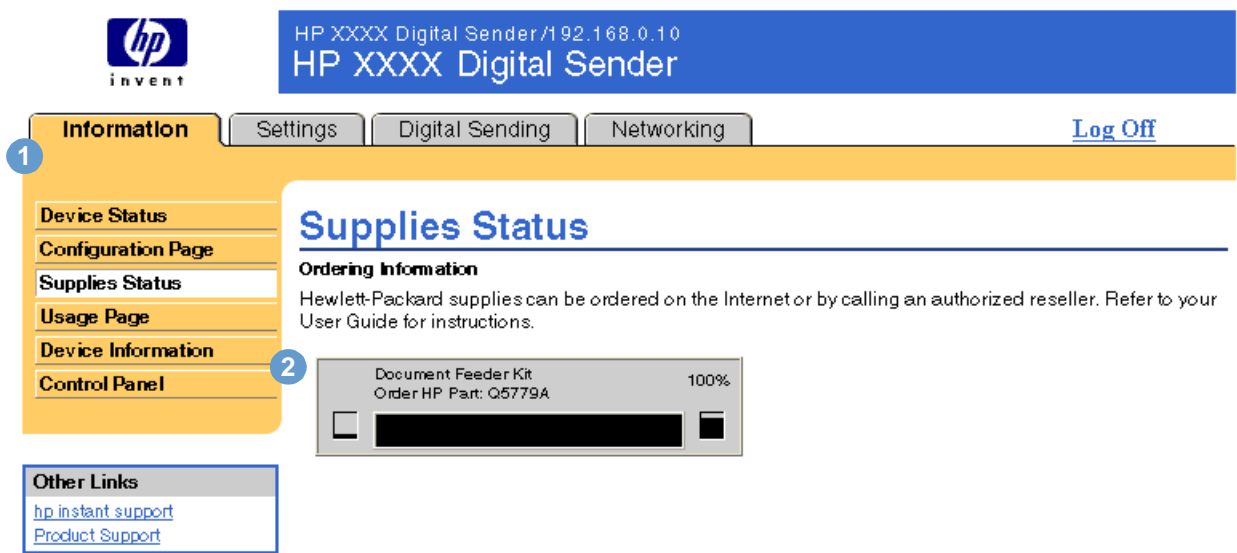 hp
invent
HP XXXX Digital Sender/192.168.0.10
HP XXXX Digital Sender
Information
Settings
Digital Sending
Networking
Log Off
1
Device Status
Configuration Page
Supplies Status
Usage Page
Device Information
Control Panel
Other Links
hp instant support
Product Support
Supplies Status
Ordering Information
Hewlett-Packard supplies can be ordered on the Internet or by calling an authorized reseller. Refer to your
User Guide for instructions.
2
Document Feeder Kit
Order HP Part: Q5779A
100%